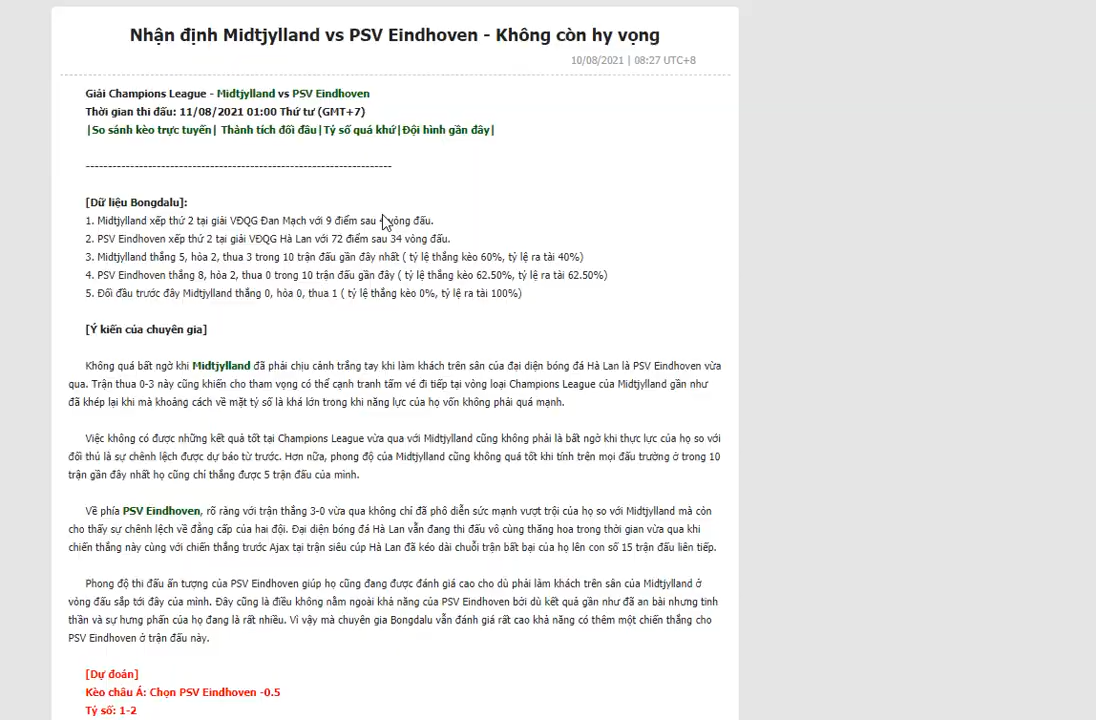 Nhận định Midtjylland vs PSV Eindhoven - Không còn hy vọng
10/08/2021 | 08:27 UTC+8
Giải Champions League - Midtjylland vs PSV Eindhoven
Thời gian thi đấu: 11/08/2021 01:00 Thứ tư (GMT+7)
|So sánh kèo trực tuyến| Thành tích đối đầu|Tỷ số quá khứ|Đội hình gần đây|
--------------------------------------------------------------------
[Dữ liệu Bongdalu]:
1. Midtjylland xếp thứ 2 tại giải VĐQG Đan Mạch với 9 điểm sau vòng đấu.
2. PSV Eindhoven xếp thứ 2 tại giải VĐQG Hà Lan với 72 điểm sau 34 vòng đấu.
3. Midtjylland thắng 5, hòa 2, thua 3 trong 10 trận đấu gần đây nhất ( tỷ lệ thắng kèo 60%, tỷ lệ ra tài 40%)
4. PSV Eindhoven thắng 8, hòa 2, thua 0 trong 10 trận đấu gần đây ( tỷ lệ thắng kèo 62.50%, tỷ lệ ra tài 62.50%)
5. Đối đầu trước đây Midtjylland thắng 0, hòa 0, thua 1 ( tỷ lệ thắng kèo 0%, tỷ lệ ra tài 100%)
[Ý kiến của chuyên gia]
Không quá bất ngờ khi Midtjylland đã phải chịu cảnh trắng tay khi làm khách trên sân của đại diện bóng đá Hà Lan là PSV Eindhoven vừa
qua. Trận thua 0-3 này cũng khiến cho tham vọng có thể cạnh tranh tấm vé đi tiếp tại vòng loại Champions League của Midtjylland gần như
đã khép lại khi mà khoảng cách về mặt tỷ số là khá lớn trong khi năng lực của họ vốn không phải quá mạnh.
Việc không có được những kết quả tốt tại Champions League vừa qua với Midtjylland cũng không phải là bất ngờ khi thực lực của họ so với
đối thủ là sự chênh lệch được dự báo từ trước. Hơn nữa, phong độ của Midtjylland cũng không quá tốt khi tính trên mọi đấu trường ở trong 10
trận gần đây nhất họ cũng chỉ thắng được 5 trận đấu của mình.
Về phía PSV Eindhoven, rõ ràng với trận thắng 3-0 vừa qua không chỉ đã phô diễn sức mạnh vượt trội của họ so với Midtjylland mà còn
cho thấy sự chênh lệch về đẳng cấp của hai đội. Đại diện bóng đá Hà Lan vẫn đang thi đấu vô cùng thăng hoa trong thời gian vừa qua khi
chiến thắng này cùng với chiến thắng trước Ajax tại trận siêu cúp Hà Lan đã kéo dài chuỗi trận bất bại của họ lên con số 15 trận đấu liên tiếp.
Phong độ thi đấu ấn tượng của PSV Eindhoven giúp họ cũng đang được đánh giá cao cho dù phải làm khách trên sân của Midtjylland ở
vòng đấu sắp tới đây của mình. Đây cũng là điều không nằm ngoài khả năng của PSV Eindhoven bởi dù kết quả gần như đã an bài nhưng tinh
thần và sự hưng phấn của họ đang là rất nhiều. Vì vậy mà chuyên gia Bongdalu vẫn đánh giá rất cao khả năng có thêm một chiến thắng cho
PSV Eindhoven ở trận đấu này.
[Dự đoán]
Kèo châu Á: Chọn PSV Eindhoven -0.5
Tỷ số: 1-2